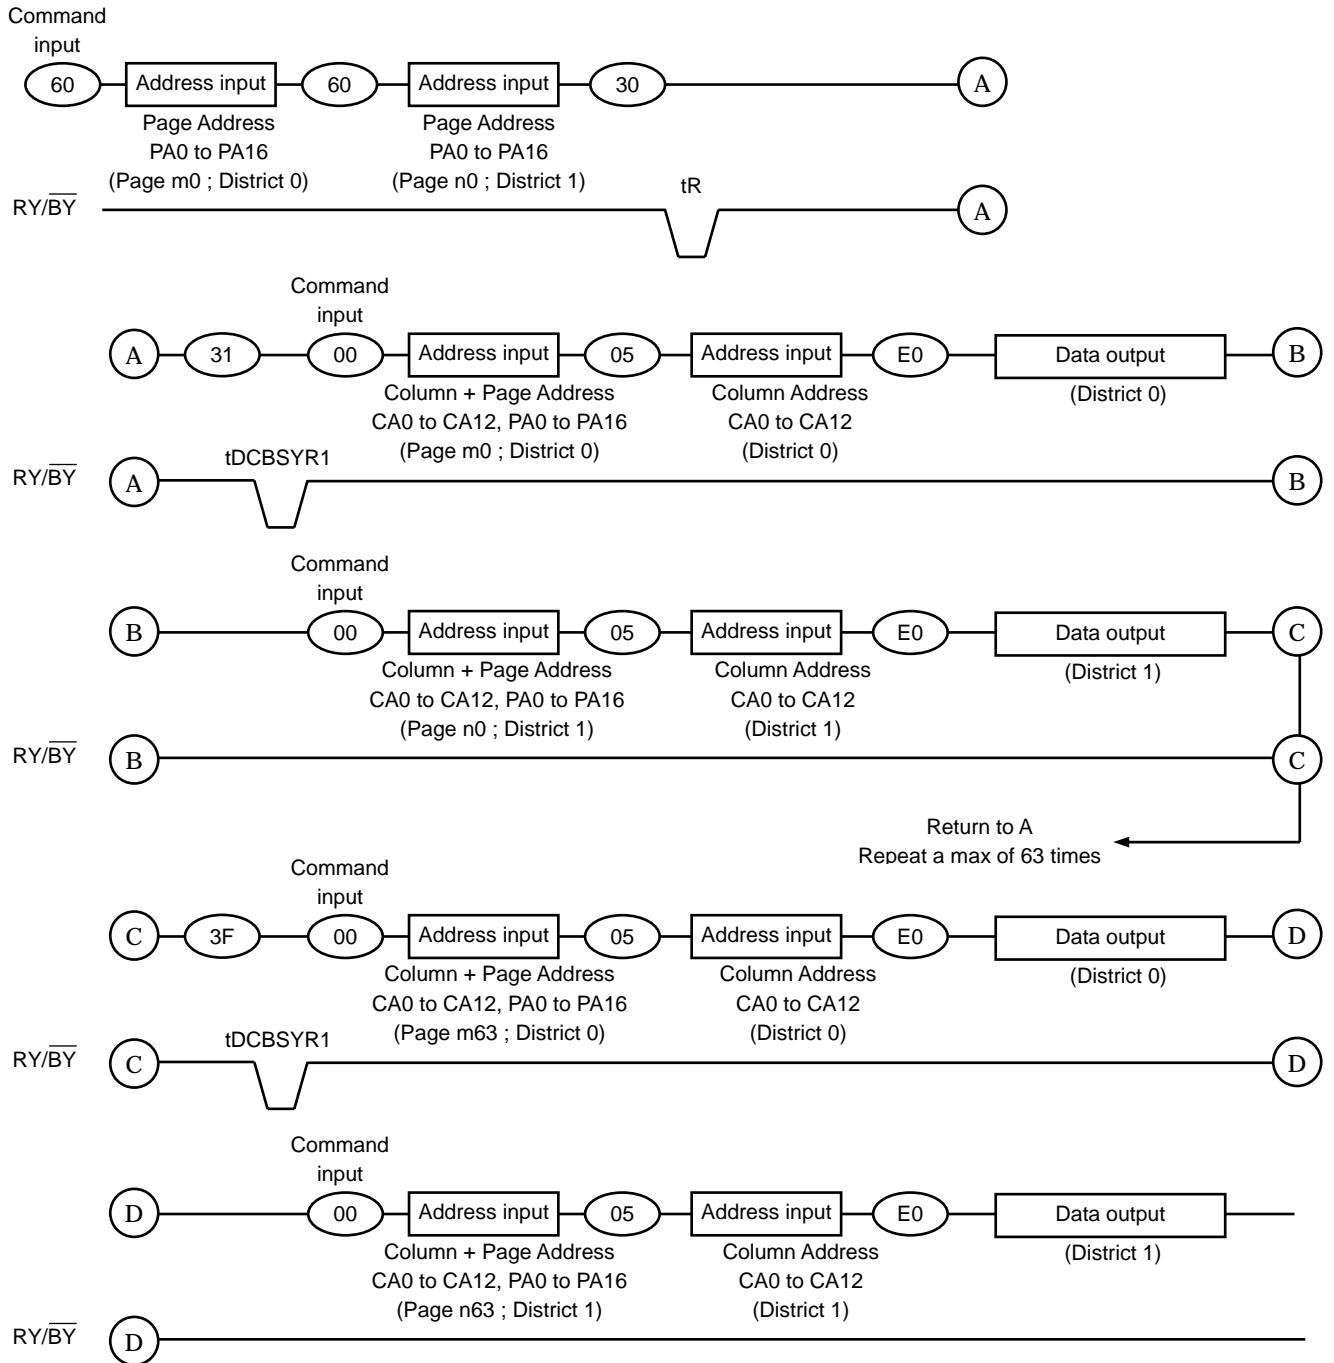 Command
input
60 Address input 60 Address input 30 A
Page Address Page Address
PA0 to PA16 PA0 to PA16
(Page m0 ; District 0) (Page n0 ; District 1)
tR
RY/BY A
Command
input
A 31 00 Address input 05 Address input E0 Data output B
Column + Page Address Column Address (District 0)
CA0 to CA12, PA0 to PA16 CA0 to CA12
(Page m0 ; District 0) (District 0)
tDCBSYR1
RY/BY A B
Command
input
B 00 Address input 05 Address input E0 Data output C
Column + Page Address Column Address (District 1)
CA0 to CA12, PA0 to PA16 CA0 to CA12
(Page n0 ; District 1) (District 1)
RY/BY B C
Return to A
Repeat a max of 63 times
Command
input
C 3F 00 Address input 05 Address input E0 Data output D
Column + Page Address Column Address (District 0)
CA0 to CA12, PA0 to PA16 CA0 to CA12
(Page m63 ; District 0) (District 0)
tDCBSYR1
RY/BY C D
Command
input
D 00 Address input 05 Address input E0 Data output
Column + Page Address Column Address (District 1)
CA0 to CA12, PA0 to PA16 CA0 to CA12
(Page n63 ; District 1) (District 1)
RY/BY D